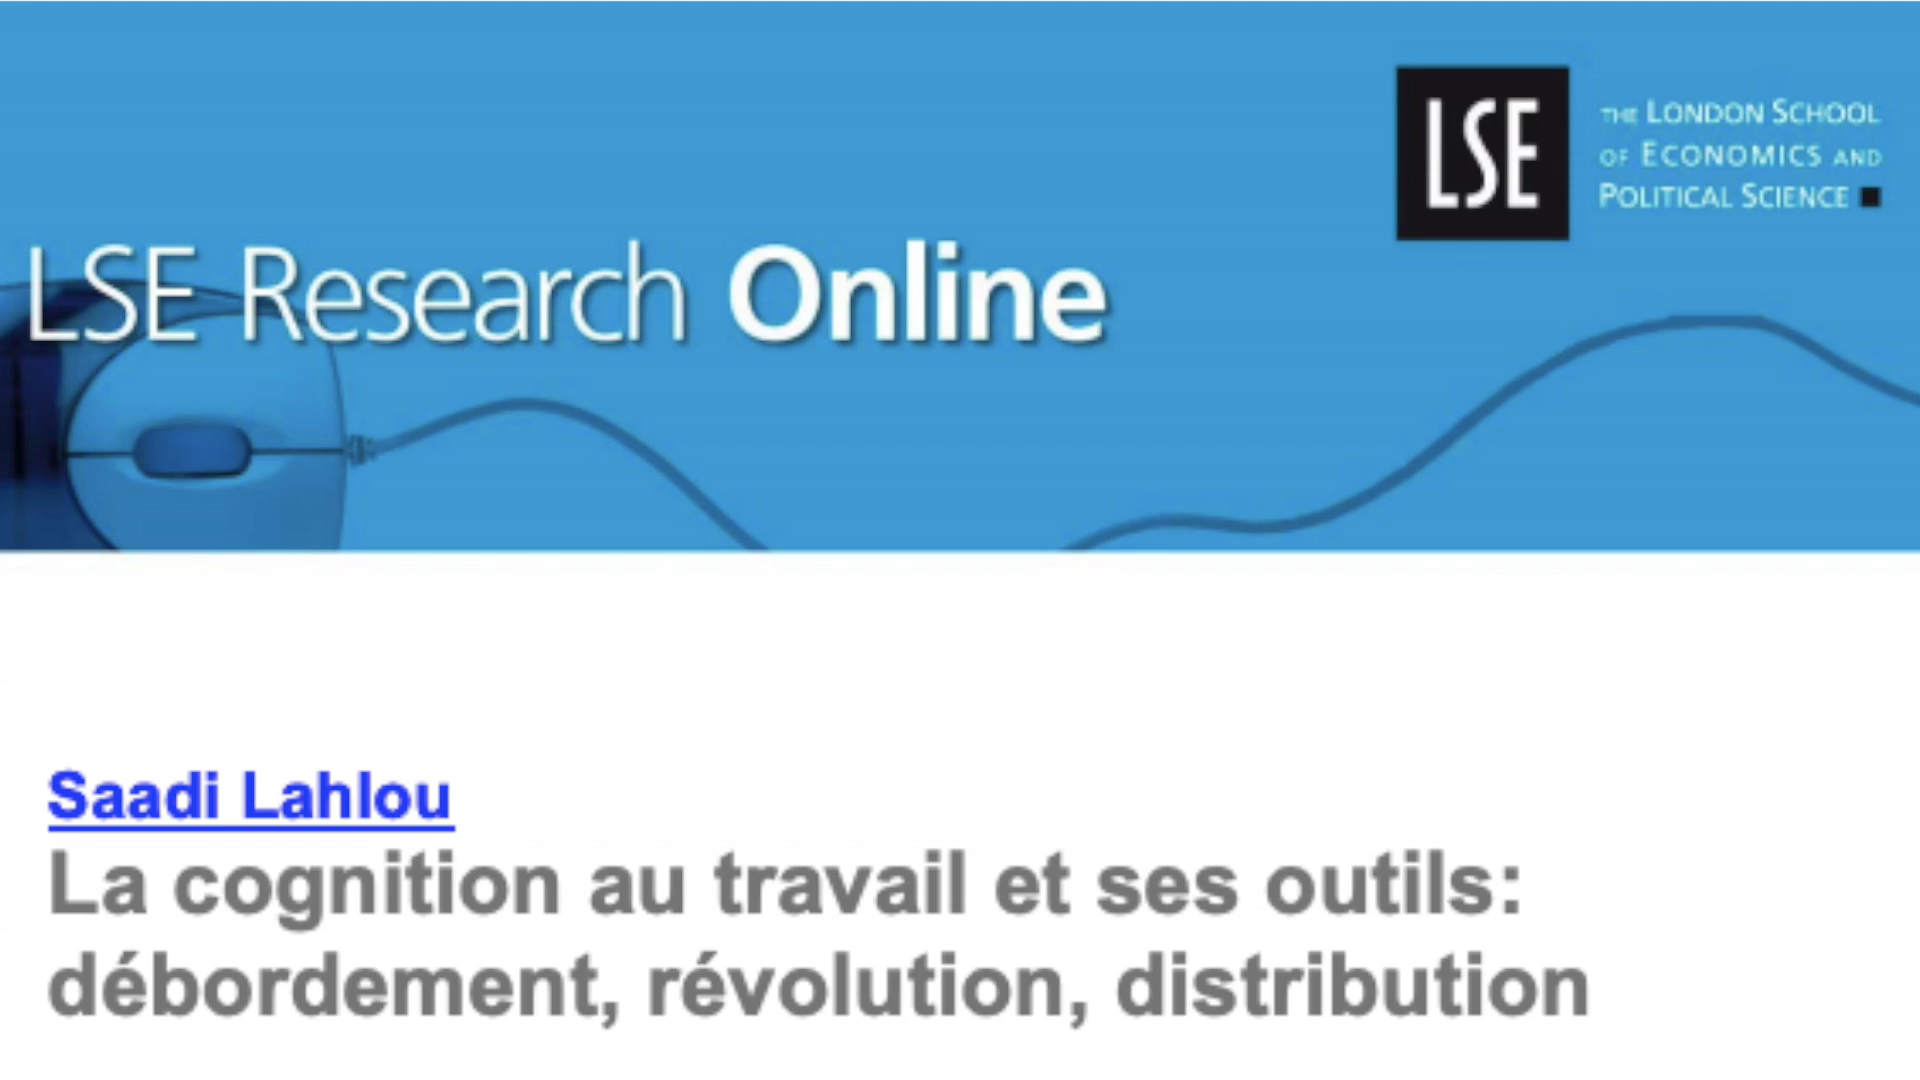 LSE
THE LONDON SCHOOL
OF ECONOMICS AND
POLITICAL SCIENCE
LSE Research Online
Saadi Lahlou
La cognition au travail et ses outils:
débordement, révolution, distribution